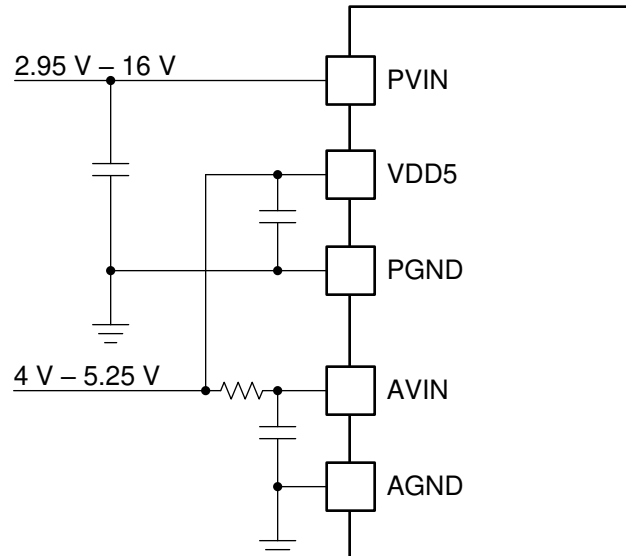 2.95 V – 16 V
PVIN
VDD5
PGND
4 V – 5.25 V
AVIN
AGND